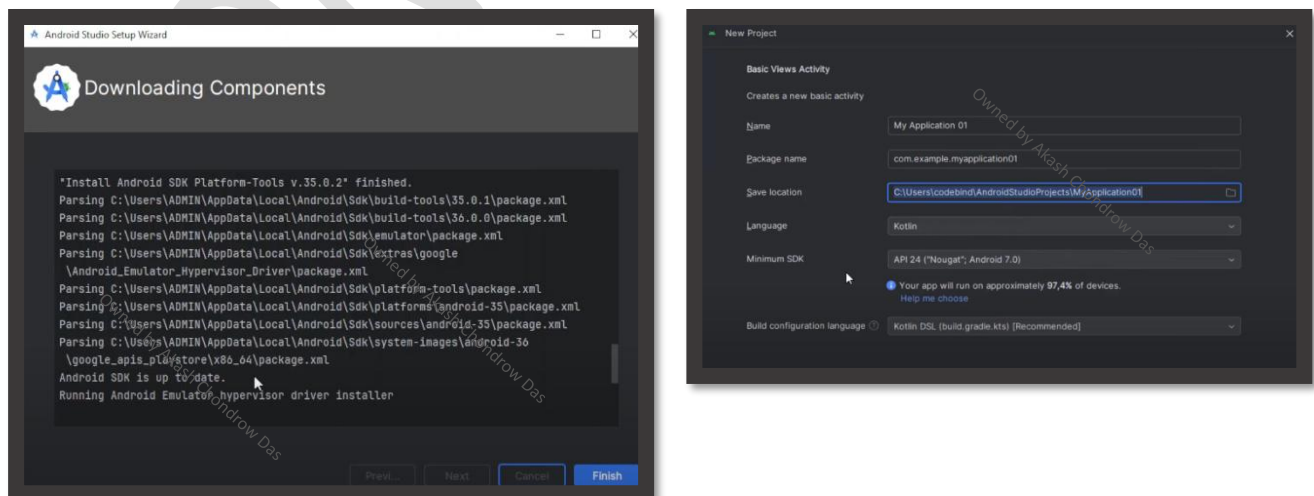 Android Studio Setup Wizard
Downloading Components
"Install Android SDK Platform-Tools v.35.0.2" finished.
Parsing C:\Users\ADMIN\AppData\Local\Android\Sdk\build-tools\35.0.1\package.xml
Parsing C:\Users\ADMIN\AppData\Local\Android\Sdk\build-tools\36.0.0\package.xml
Parsing C:\Users\ADMIN\AppData\Local\Android\Sdk\emulator\package.xml
Parsing C:\Users\ADMIN\AppData\Local\Android\Sdk\extras\google
\Android_Emulator_Hypervisor_Driver\package.xml
Parsing C:\Users\ADMIN\AppData\Local\Android\Sdk\platform-tools\package.xml
Parsing C:\Users\ADMIN\AppData\Local\Android\Sdk\platforms\android-35\package.xml
Parsing C:\Users\ADMIN\AppData\Local\Android\Sdk\sources\android-35\package.xml
Parsing C:\Users\ADMIN\AppData\Local\Android\Sdk\system-images\android-36
\google_apis_playstore\x86_64\package.xml
Android SDK is up to date.
Running Android Emulator hypervisor driver installer
Previ... Next Cancel Finish
Owned by Akash Chondrow Das
Owned by Akash Chondrow Das
New Project
Basic Views Activity
Creates a new basic activity
Name My Application 01
Package name com.example.myapplication01
Save location C:\Users\codebind\AndroidStudioProjects\MyApplication01
Language Kotlin
Minimum SDK API 24 ("Nougat"; Android 7.0)
Your app will run on approximately 97,4% of devices.
Help me choose
Build configuration language Kotlin DSL (build.gradle.kts) [Recommended]
Owned by Akash Chondrow Das